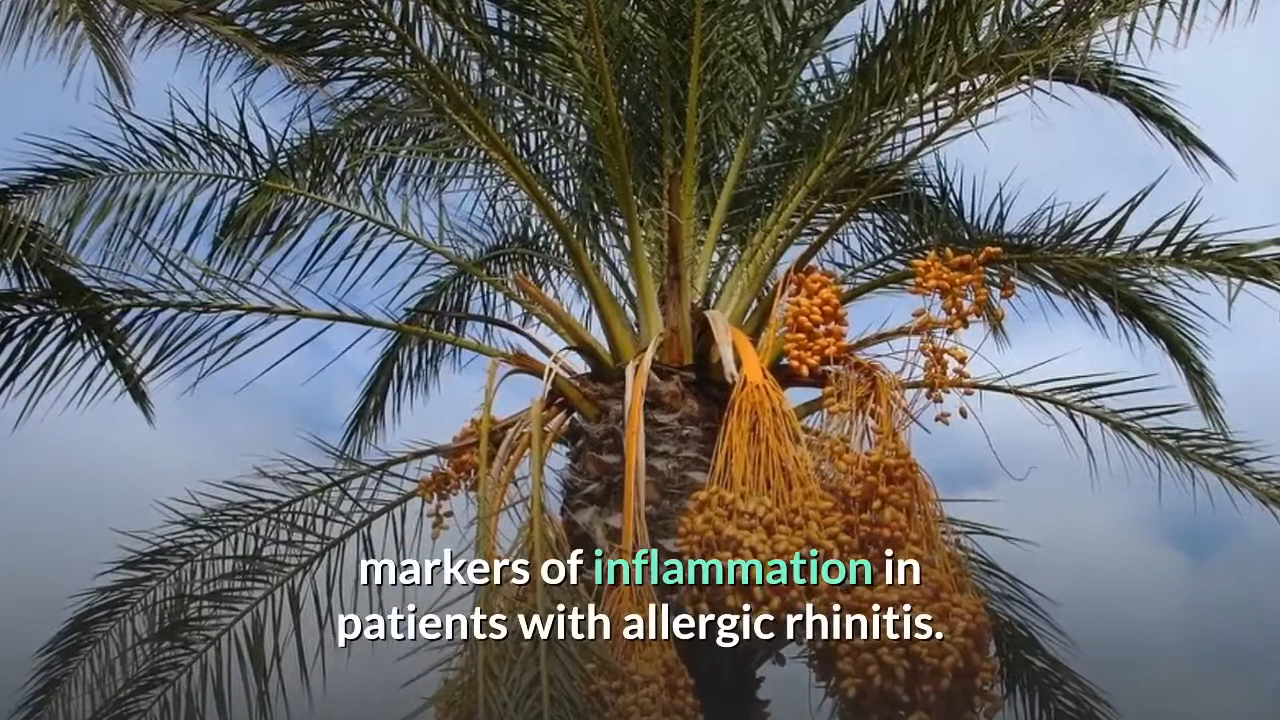 markers of inflammation in
patients with allergic rhinitis.